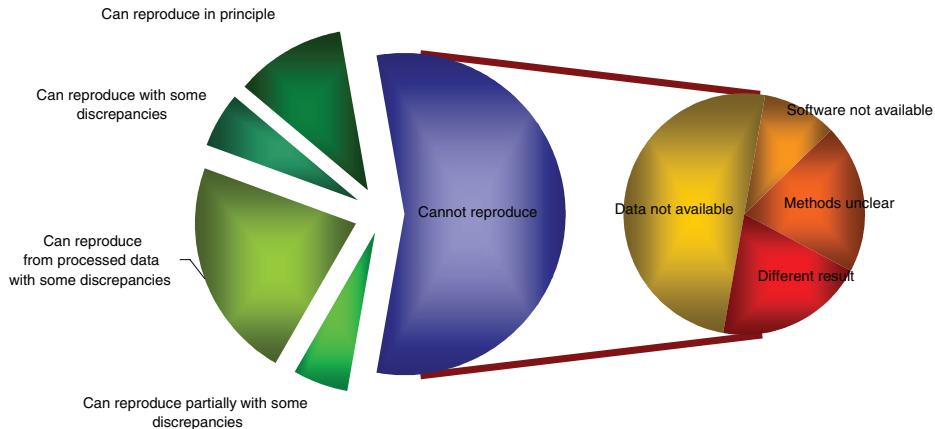 Can reproduce in principle
Can reproduce with some
discrepancies
Can reproduce
from processed data
with some discrepancies
Can reproduce partially with some
discrepancies
Cannot reproduce
Software not available
Data not available
Methods unclear
Different result